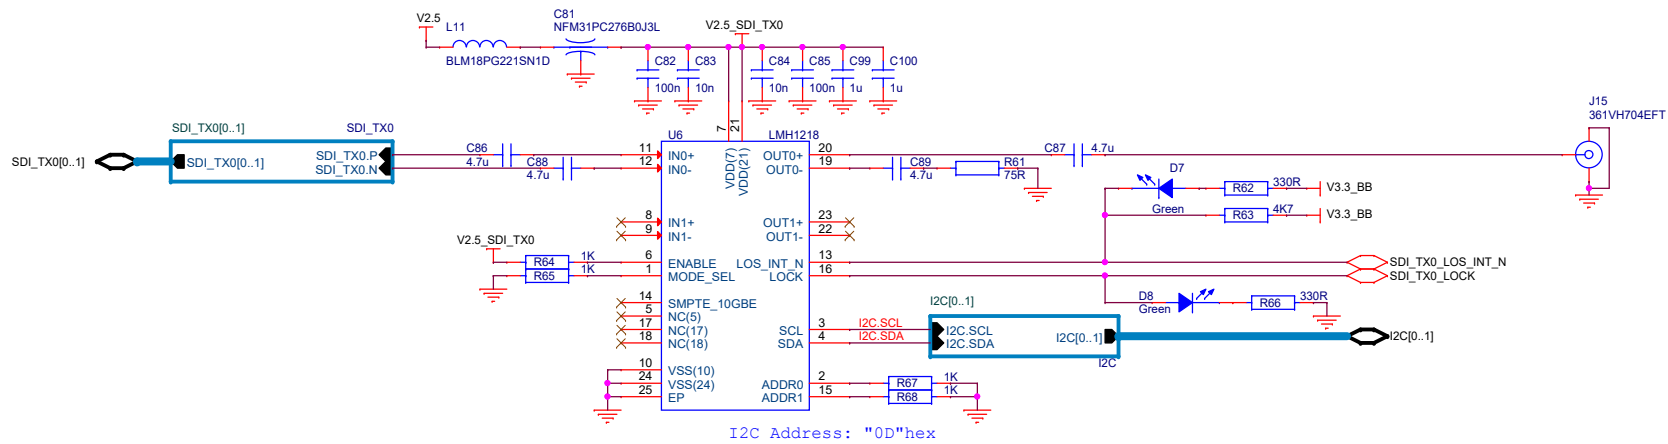 V2.5
L11
BLM18PG221SN1D
C81
NFM31PC276B0J3L
V2.5_SDI_TX0
C82
100n
C83
10n
C84
10n
C85
100n
C99
1u
C100
1u
J15
361VH704EFT
SDI_TX0[0..1]
SDI_TX0[0..1]
SDI_TX0
SDI_TX0[0..1]
SDI_TX0.P
SDI_TX0.N
C86
4.7u
C88
4.7u
U6
LMH1218
7
21
VDD(7)
VDD(21)
11
IN0+
12
IN0-
8
IN1+
9
IN1-
V2.5_SDI_TX0
R64
1K
R65
1K
6
ENABLE
1
MODE_SEL
14
SMPTE_10GBE
5
NC(5)
17
NC(17)
18
NC(18)
10
VSS(10)
24
VSS(24)
25
EP
OUT0+
20
OUT0-
19
OUT1+
23
OUT1-
22
LOS_INT_N
13
LOCK
16
SCL
3
SDA
4
ADDR0
2
ADDR1
15
C87
4.7u
C89
4.7u
R61
75R
D7
Green
R62
330R
V3.3_BB
R63
4K7
V3.3_BB
SDI_TX0_LOS_INT_N
SDI_TX0_LOCK
D8
Green
R66
330R
I2C.SCL
I2C.SDA
I2C[0..1]
I2C.SCL
I2C.SDA
I2C[0..1]
I2C
I2C[0..1]
R67
1K
R68
1K
I2C Address: "0D"hex